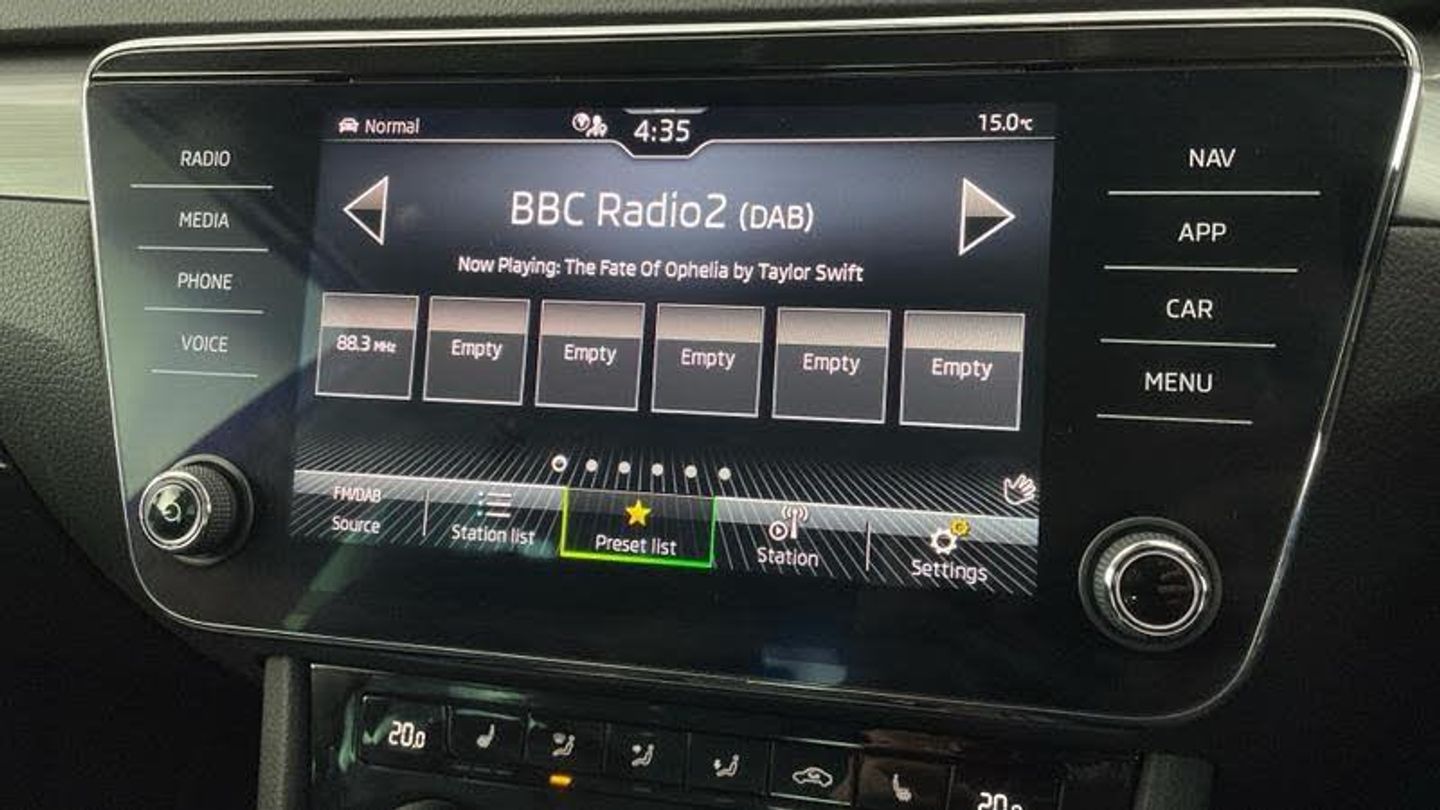 Normal
4:35
15.0°C
RADIO
MEDIA
PHONE
VOICE
BBC Radio2 (DAB)
Now Playing: The Fate Of Ophelia by Taylor Swift
88.3 MHz
Empty
Empty
Empty
Empty
Empty
FM/DAB
Source
Station list
Preset list
Station
Settings
NAV
APP
CAR
MENU
20.0
20.0